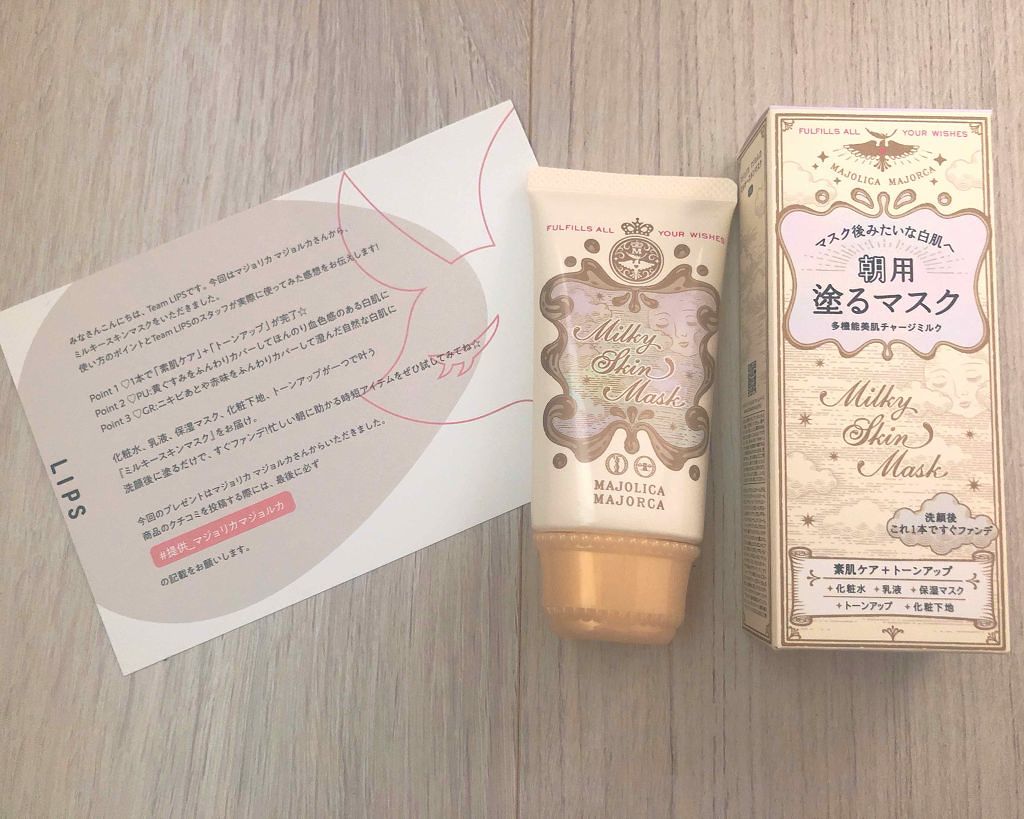 みなさんこんにちは、Team LIPSです。今回はマジョリカ マジョルカさんから、
ミルキースキンマスクをいただきました。
使い方のポイントとTeam LIPSのスタッフが実際に使ってみた感想をお伝えします!
Point 1 ♡1本で「素肌ケア」+「トーンアップ」が完了☆
Point 2 ♡PU:黄ぐすみをふんわりカバーしてほんのり血色感のある白肌に
Point 3 ♡GR:ニキビあとや赤味をふんわりカバーして澄んだ自然な白肌に
化粧水、乳液、保湿マスク、化粧下地、トーンアップが一つで叶う
『ミルキースキンマスク』をお届け。
洗顔後に塗るだけで、すぐファンデ!忙しい朝に助かる時短アイテムをぜひ試してみてね☆
今回のプレゼントはマジョリカ マジョルカさんからいただきました。
商品のクチコミを投稿する際には、最後に必ず
#提供_マジョリカマジョルカ
の記載をお願いします。
LIPS
FULFILLS ALL YOUR WISHES
M
Milky
Skin
Mask
MAJOLICA
MAJORCA
FULFILLS ALL YOUR WISHES
MAJOLICA MAJORCA
マスク後みたいな白肌へ
朝用
塗るマスク
多機能美肌チャージミルク
Milky
Skin
Mask
洗顔後
これ1本ですぐファンデ
素肌ケア+トーンアップ
+化粧水 +乳液 +保湿マスク
+トーンアップ +化粧下地